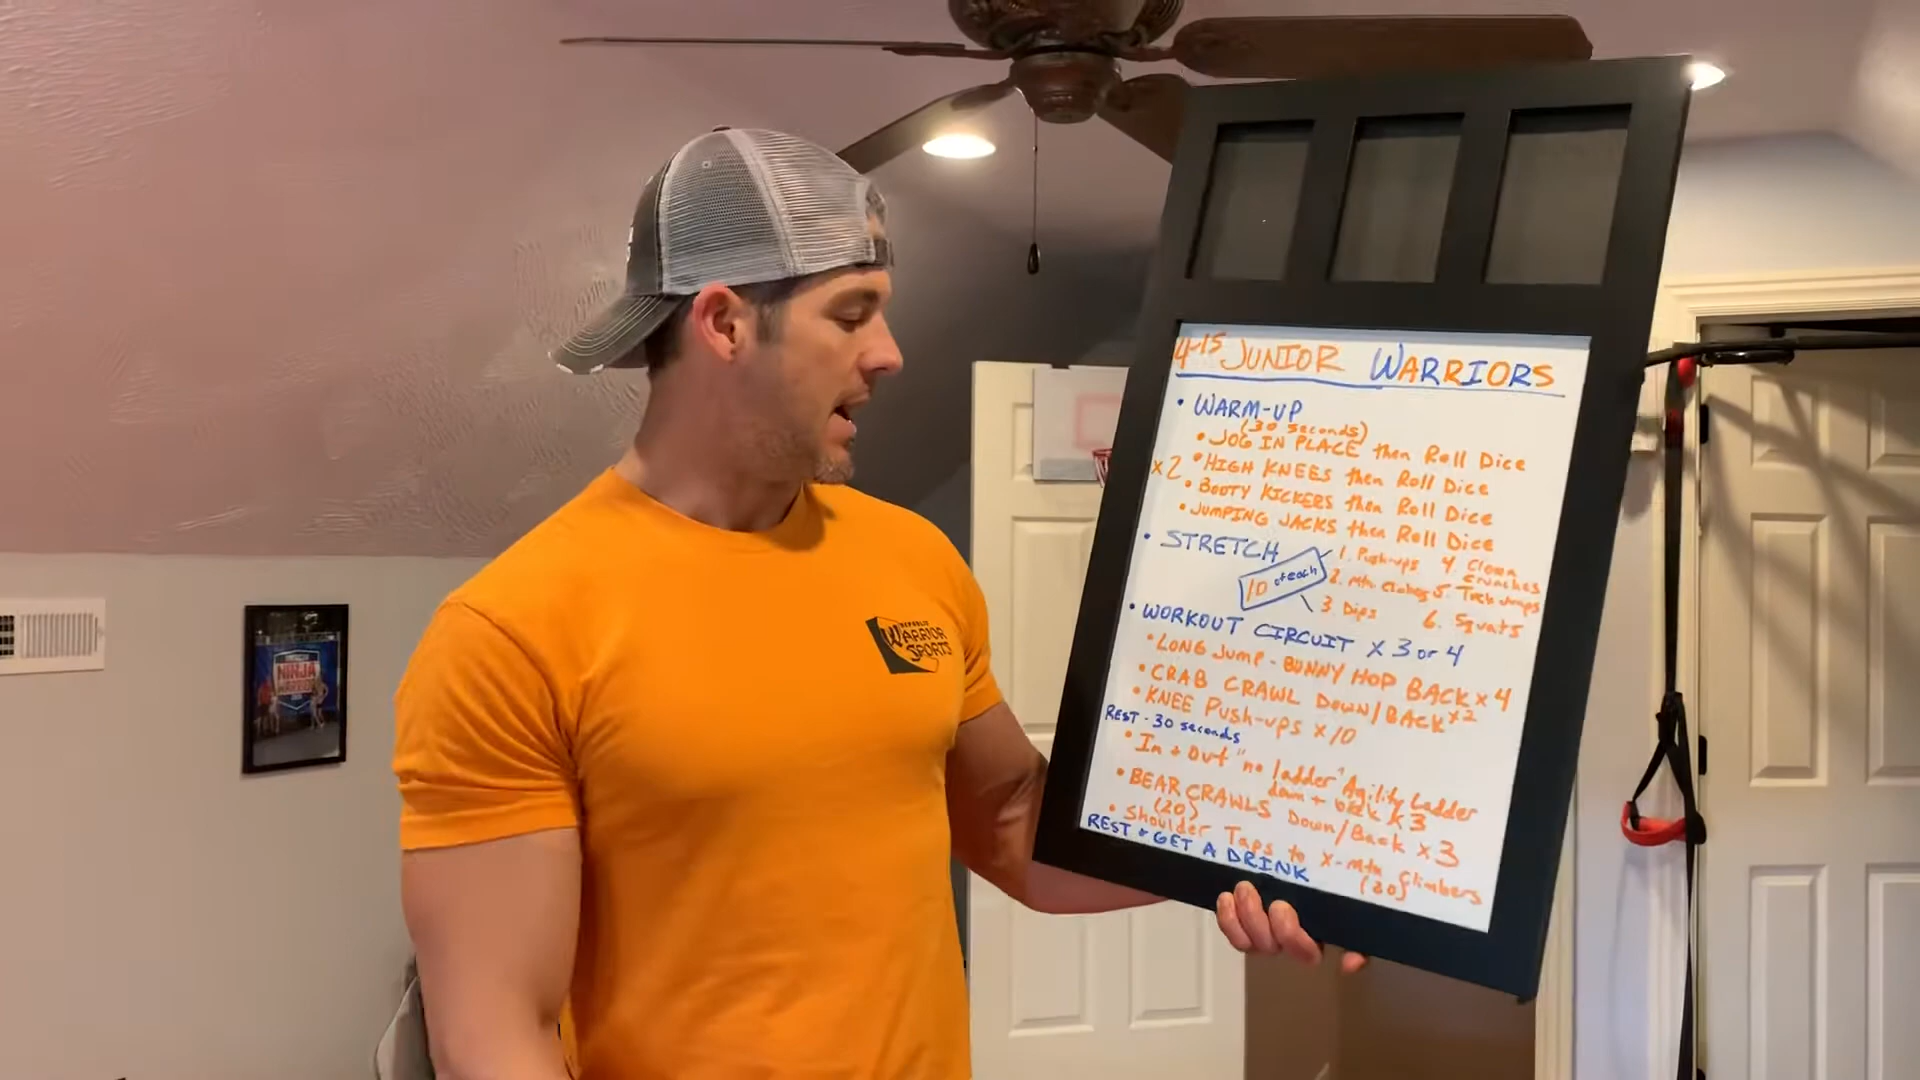 4-15 JUNIOR WARRIORS
• WARM-UP
(30 seconds)
• JOG IN PLACE then Roll Dice
x2 • HIGH KNEES then Roll Dice
• BOOTY KICKERS then Roll Dice
• JUMPING JACKS then Roll Dice
• STRETCH
10 of each
1. Push-ups 4. Crunches
2. Mtn. 5. Tuck Jumps
3. Dips 6. Squats
• WORKOUT CIRCUIT x 3 or 4
• LONG JUMP - BUNNY HOP BACK x 4
• CRAB CRAWL DOWN/BACK x2
• KNEE PUSH-UPS x10
REST - 30 seconds
• In + out "no ladder" Agility Ladder
down + back x 3
• BEAR CRAWLS DOWN/Back x3
(20)
• Shoulder Taps to X-Mtn Climbers
(20)
REST + GET A DRINK
REPUBLIC
WARRIOR
SPORTS
NINJA
WARRIOR